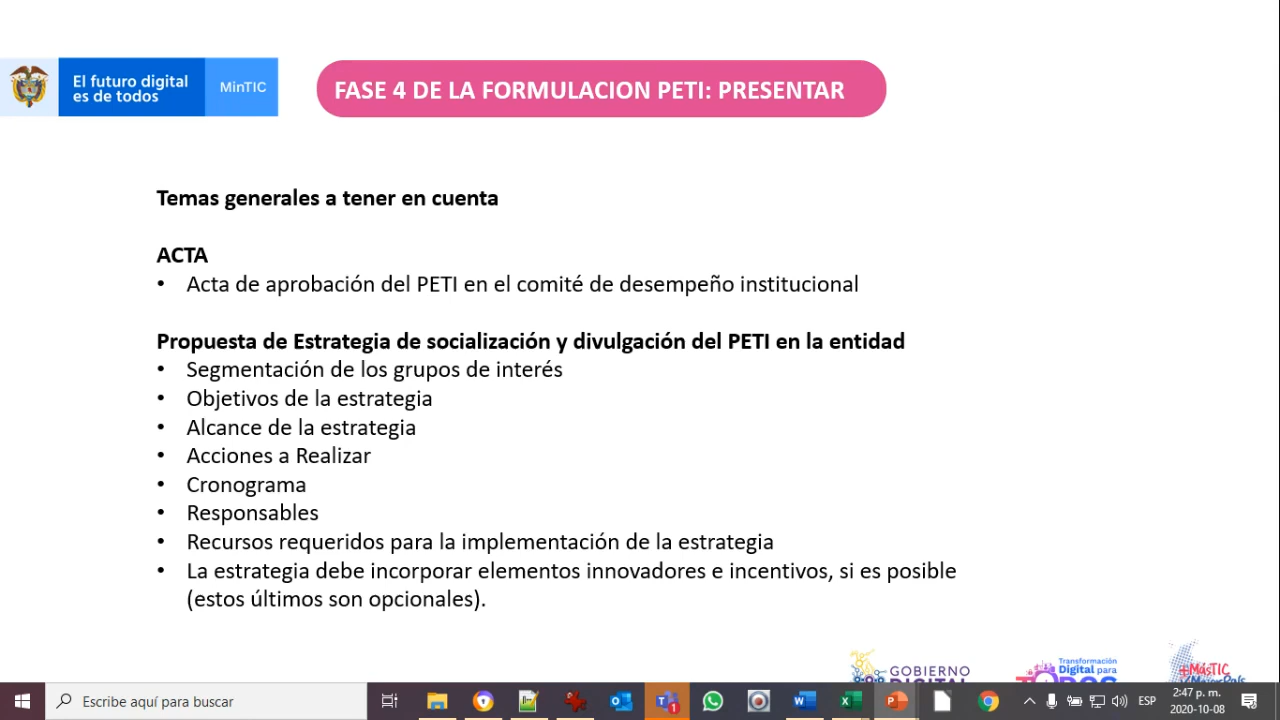 El futuro digital
es de todos
MinTIC
FASE 4 DE LA FORMULACION PETI: PRESENTAR
Temas generales a tener en cuenta
ACTA
• Acta de aprobación del PETI en el comité de desempeño institucional
Propuesta de Estrategia de socialización y divulgación del PETI en la entidad
• Segmentación de los grupos de interés
• Objetivos de la estrategia
• Alcance de la estrategia
• Acciones a Realizar
• Cronograma
• Responsables
• Recursos requeridos para la implementación de la estrategia
• La estrategia debe incorporar elementos innovadores e incentivos, si es posible
(estos últimos son opcionales).
GOBIERNO
DIGITAL
Transformación
Digital para
TODOS
+MásTIC
Escribe aquí para buscar
ESP
2:47 p. m.
2020-10-08